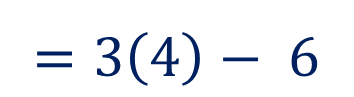 = 3(4) − 6